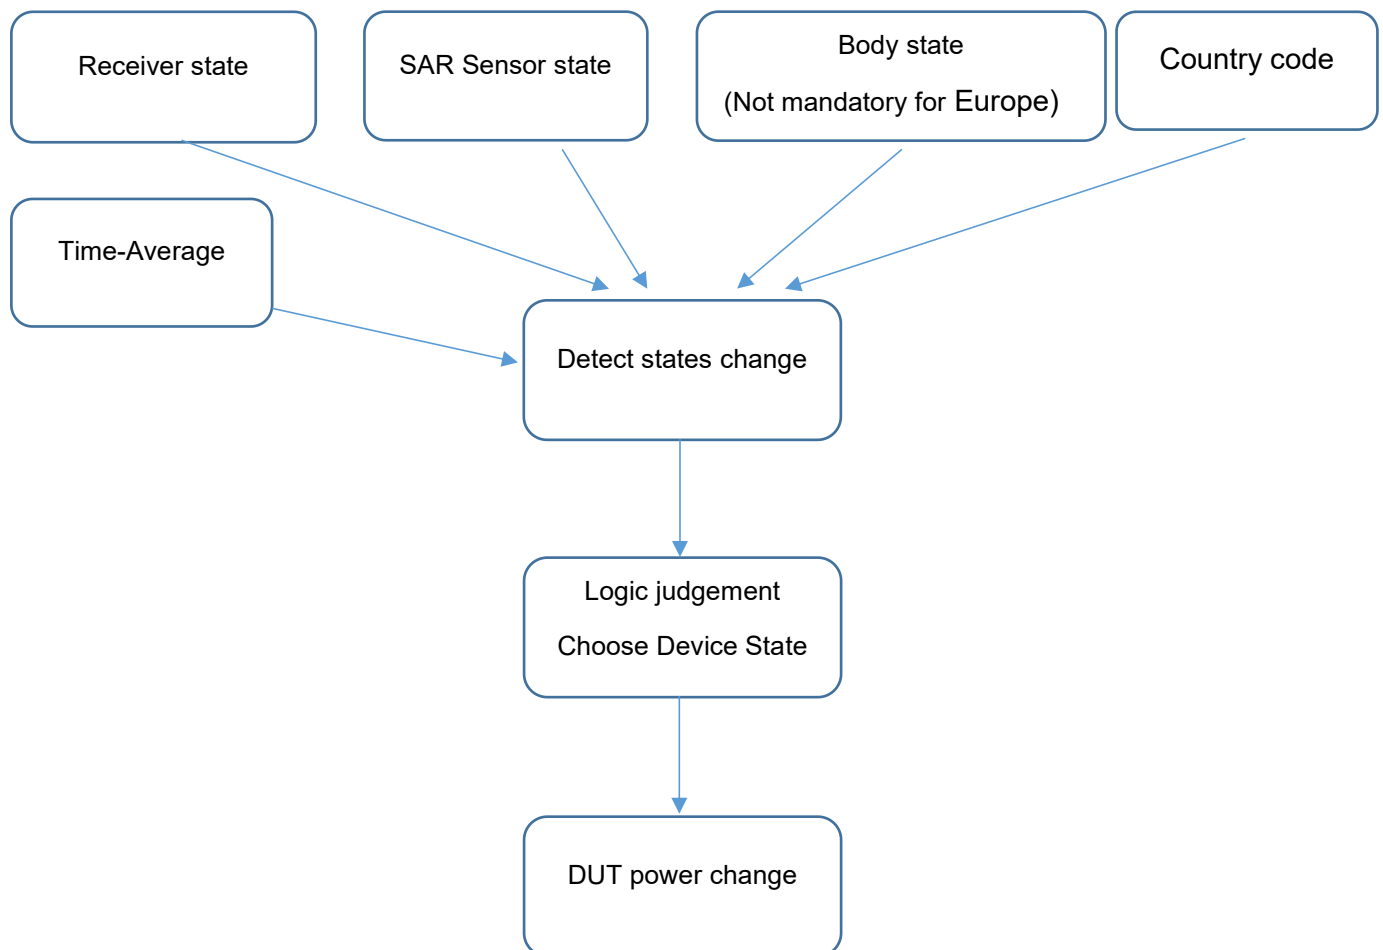 Receiver state
SAR Sensor state
Body state
(Not mandatory for Europe)
Country code
Time-Average
Detect states change
Logic judgement
Choose Device State
DUT power change